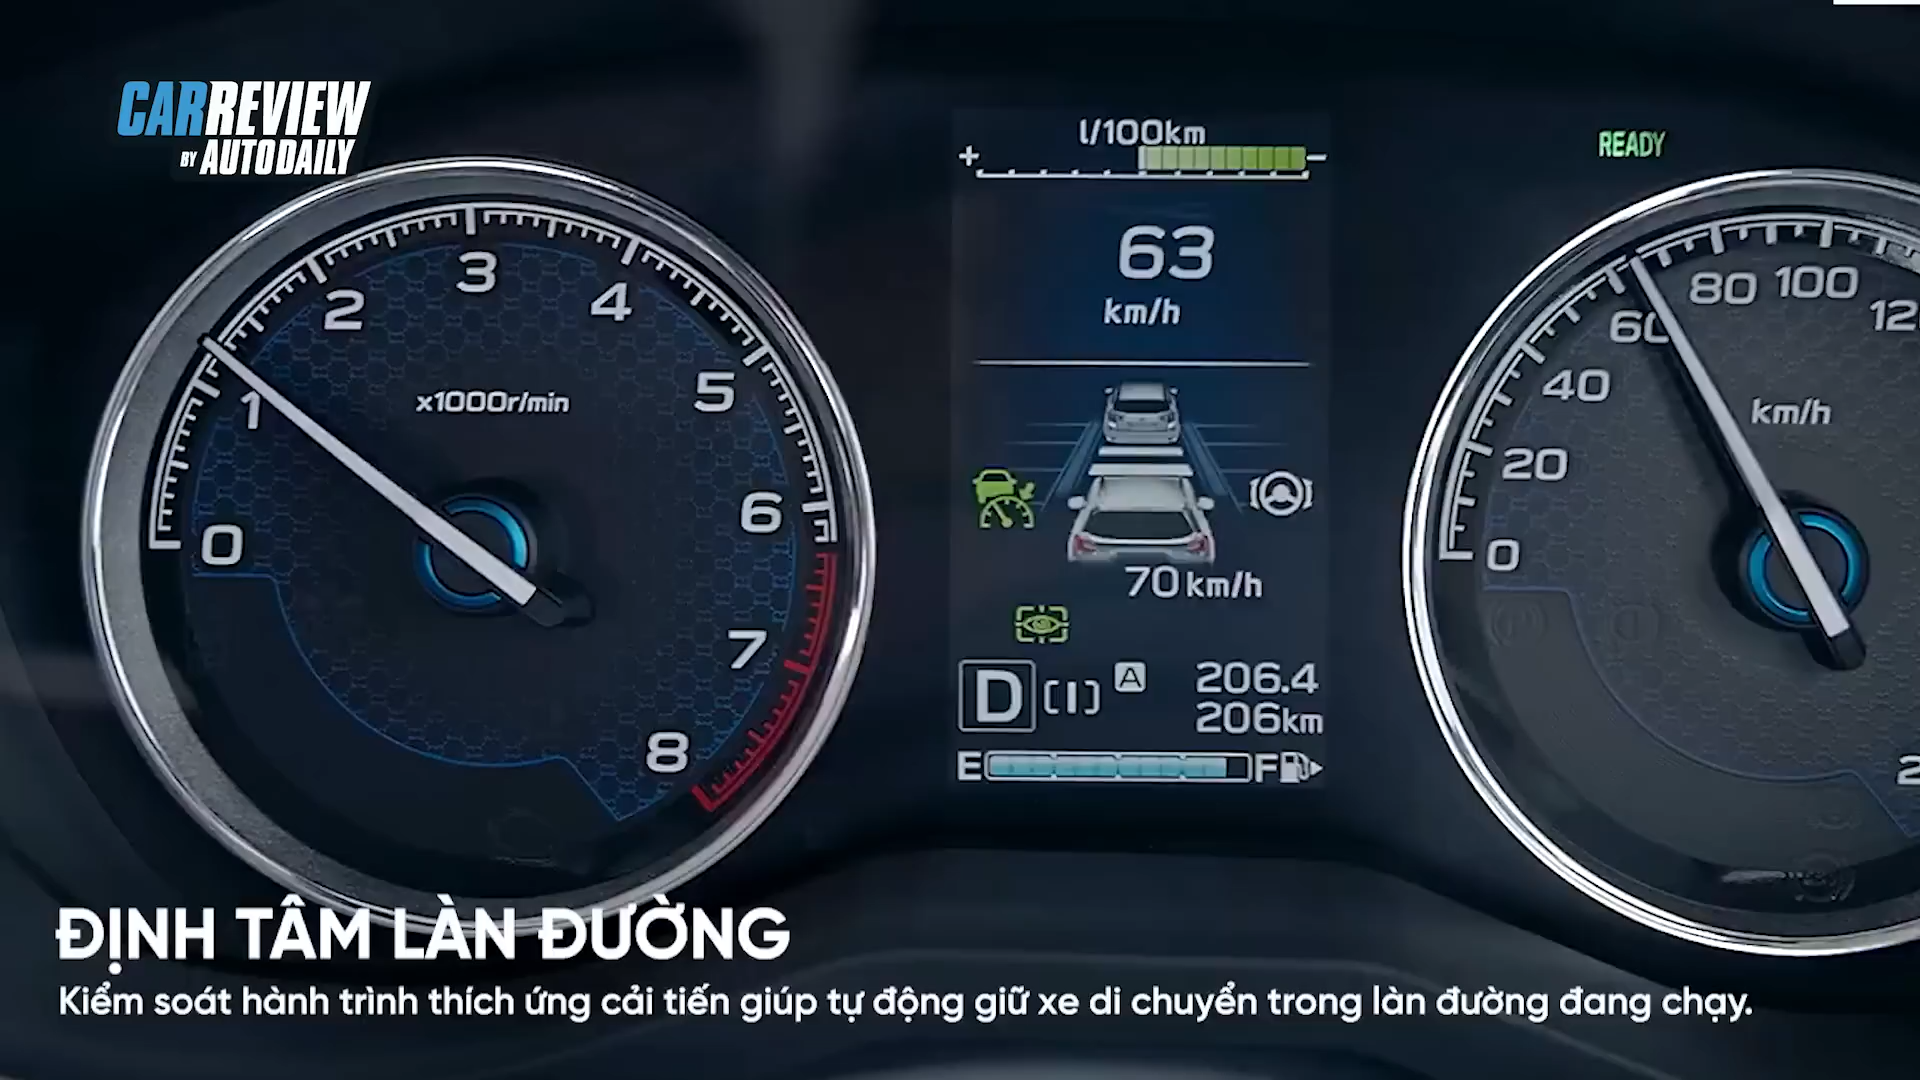 CARREVIEW
BY AUTODAILY
l/100km
+ −
READY
63
km/h
70 km/h
D [I] A
206.4
206km
E F
0
1
2
3
4
5
6
7
8
x1000r/min
0
20
40
60
80
100
km/h
ĐỊNH TÂM LÀN ĐƯỜNG
Kiểm soát hành trình thích ứng cải tiến giúp tự động giữ xe di chuyển trong làn đường đang chạy.